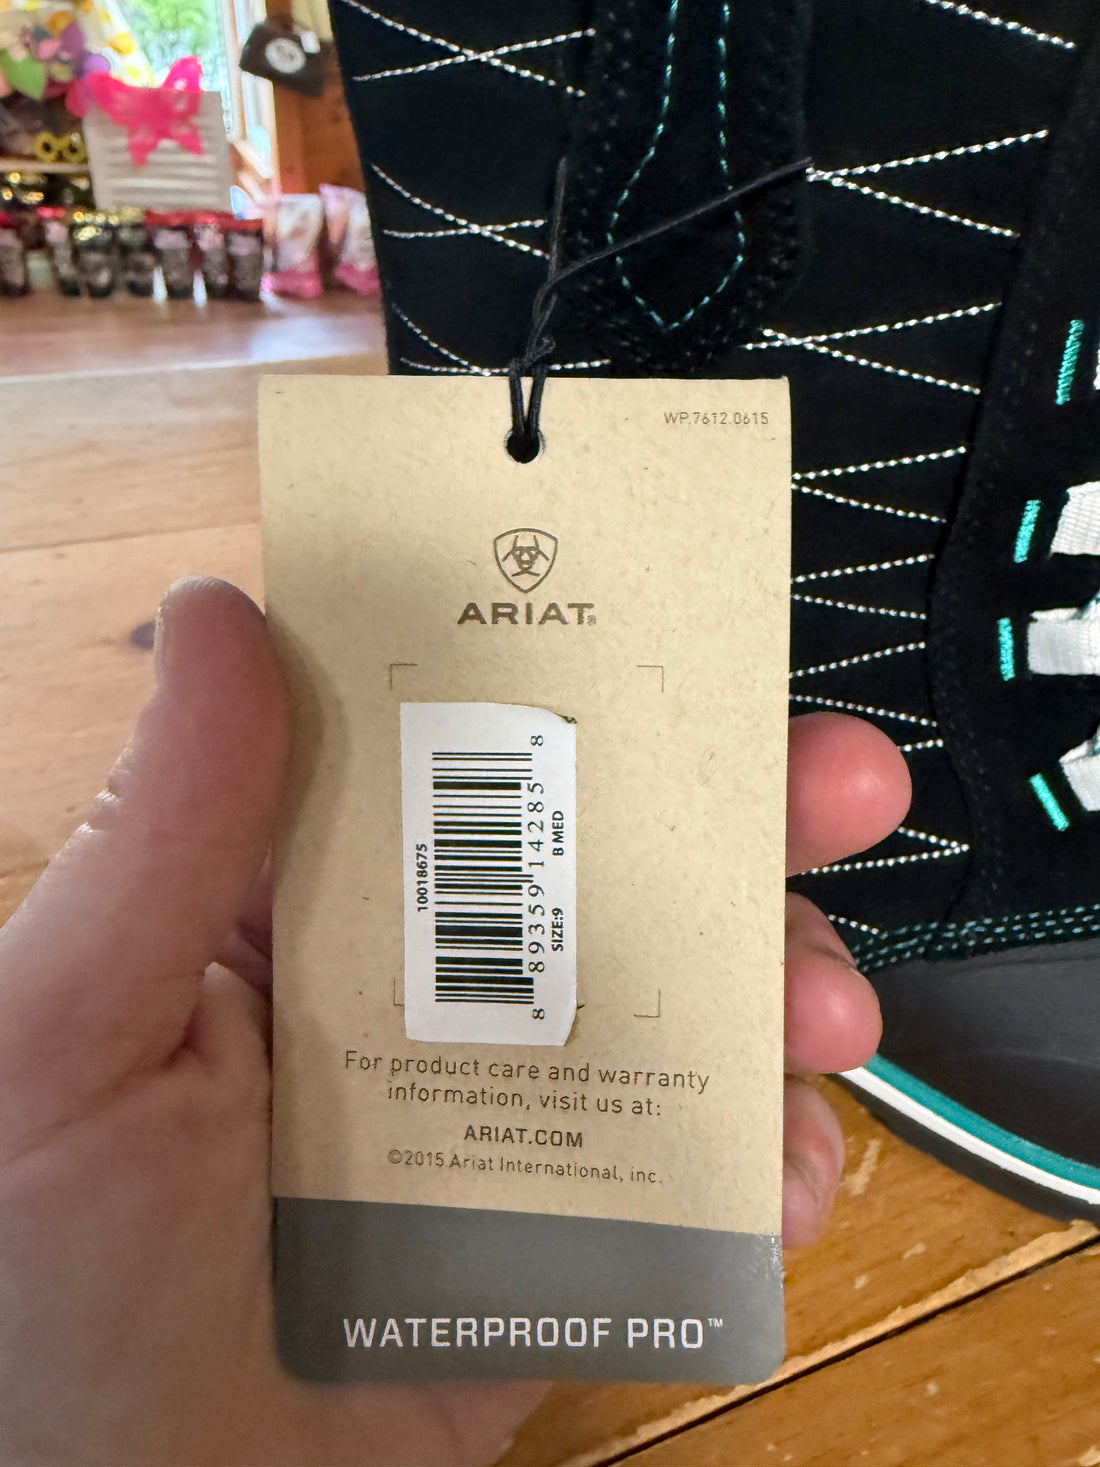 WP.7612.0615
ARIAT®
10018675
8 89359 14285 8
SIZE:9 B MED
For product care and warranty
information, visit us at:
ARIAT.COM
©2015 Ariat International, inc.
WATERPROOF PRO™